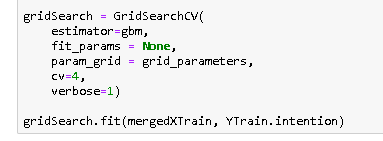 gridSearch = GridSearchCV(
    estimator=gbm,
    fit_params = None,
    param_grid = grid_parameters,
    cv=4,
    verbose=1)

gridSearch.fit(mergedXTrain, YTrain.intention)